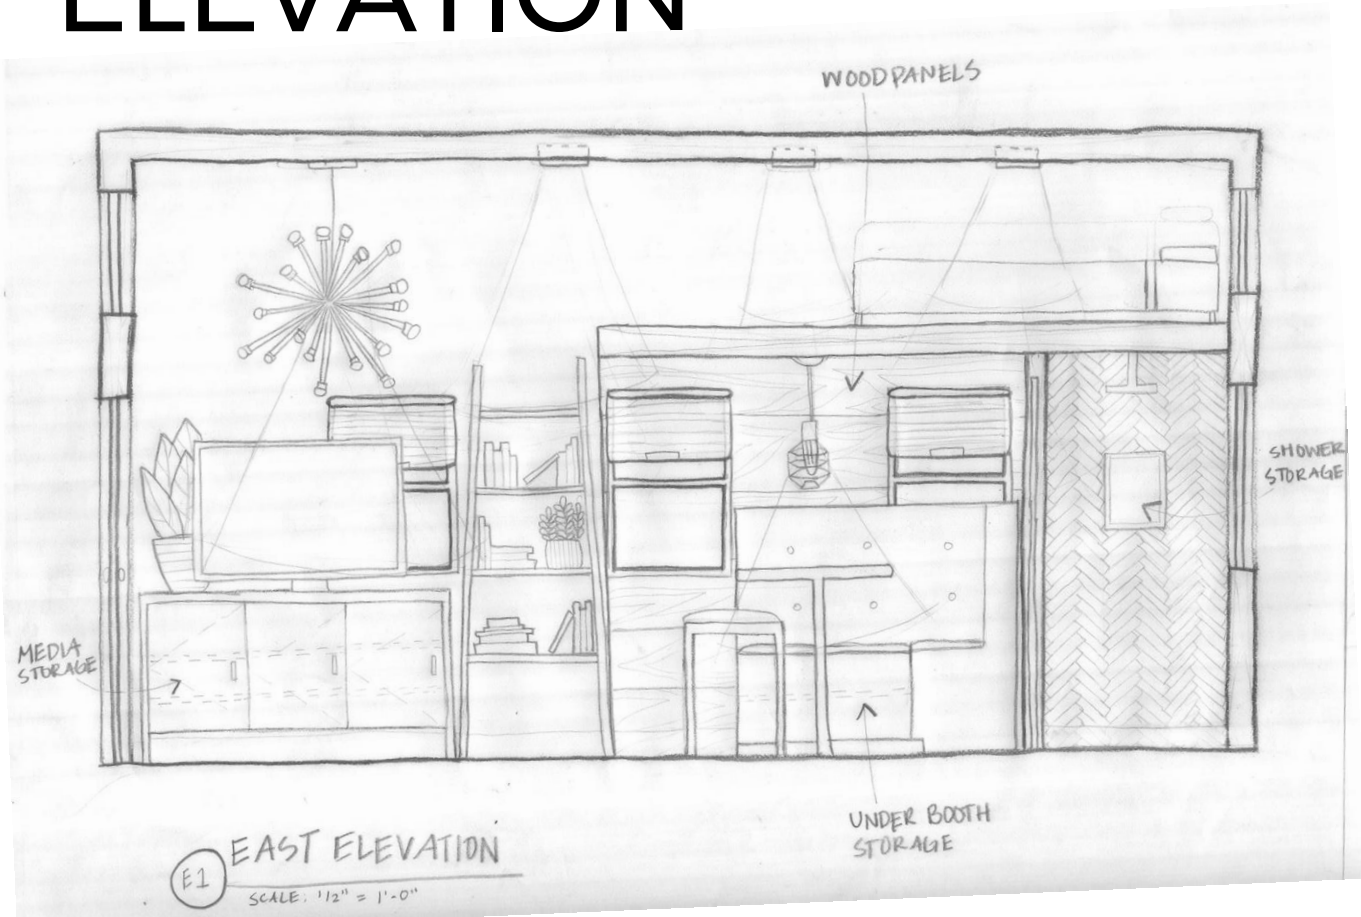 ELEVATION
WOODPANELS
SHOWER
STORAGE
MEDIA
STORAGE
UNDER BOOTH
STORAGE
E1
EAST ELEVATION
SCALE: 1/2" = 1'-0"